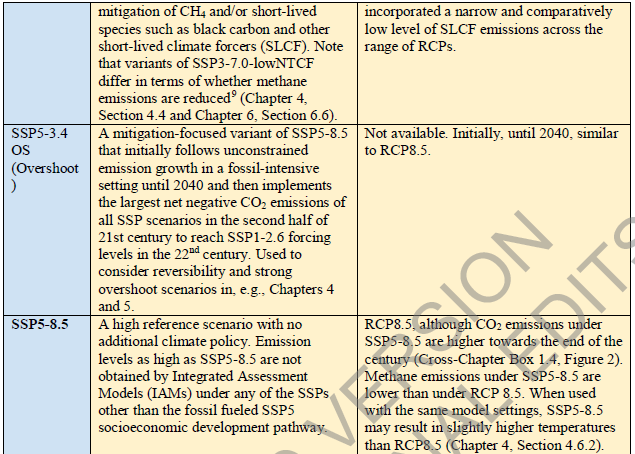 mitigation of CH4 and/or short-lived
species such as black carbon and other
short-lived climate forcers (SLCF). Note
that variants of SSP3-7.0-lowNTCF
differ in terms of whether methane
emissions are reduced9 (Chapter 4,
Section 4.4 and Chapter 6, Section 6.6).
incorporated a narrow and comparatively
low level of SLCF emissions across the
range of RCPs.
SSP5-3.4
OS
(Overshoot
)
A mitigation-focused variant of SSP5-8.5
that initially follows unconstrained
emission growth in a fossil-intensive
setting until 2040 and then implements
the largest net negative CO2 emissions of
all SSP scenarios in the second half of
21st century to reach SSP1-2.6 forcing
levels in the 22nd century. Used to
consider reversibility and strong
overshoot scenarios in, e.g., Chapters 4
and 5.
Not available. Initially, until 2040, similar
to RCP8.5.
SSP5-8.5
A high reference scenario with no
additional climate policy. Emission
levels as high as SSP5-8.5 are not
obtained by Integrated Assessment
Models (IAMs) under any of the SSPs
other than the fossil fueled SSP5
socioeconomic development pathway.
RCP8.5, although CO2 emissions under
SSP5-8.5 are higher towards the end of the
century (Cross-Chapter Box 1.4, Figure 2).
Methane emissions under SSP5-8.5 are
lower than under RCP 8.5. When used
with the same model settings, SSP5-8.5
may result in slightly higher temperatures
than RCP8.5 (Chapter 4, Section 4.6.2).
VERSION
EDITS